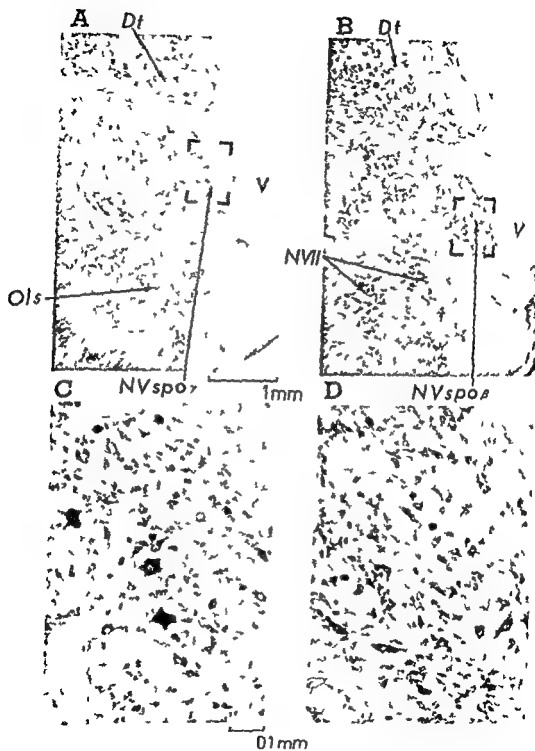 A Dt
B Dt
V
V
Ols
NVII
NVspoγ
1mm
NVspoβ
C
D
01mm